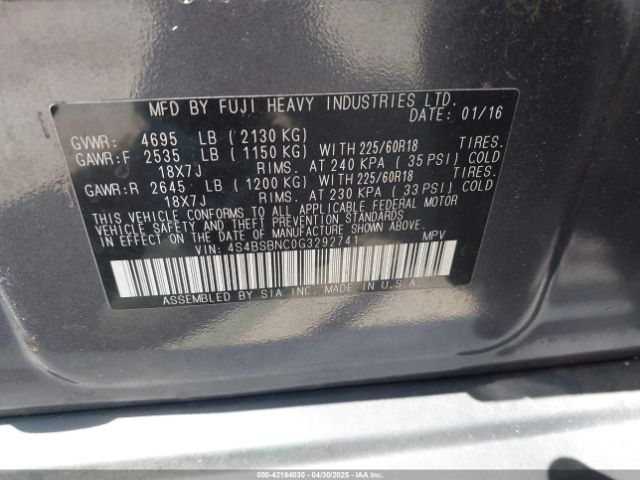 MFD BY FUJI HEAVY INDUSTRIES LTD.
DATE: 01/16
GVWR: 4695 LB (2130 KG)
GAWR:F 2535 LB (1150 KG) WITH 225/60R18 TIRES.
18X7J RIMS. AT 240 KPA (35 PSI) COLD
GAWR:R 2645 LB (1200 KG) WITH 225/60R18 TIRES.
18X7J RIMS. AT 230 KPA (33 PSI) COLD
THIS VEHICLE CONFORMS TO ALL APPLICABLE FEDERAL MOTOR
VEHICLE SAFETY AND THEFT PREVENTION STANDARDS
IN EFFECT ON THE DATE OF MANUFACTURE SHOWN ABOVE.
VIN: 4S4BSBNC0G3292741 MPV
ASSEMBLED BY SIA INC. MADE IN U.S.A.
000-42164030 - 04/30/2025 - IAAI.COM